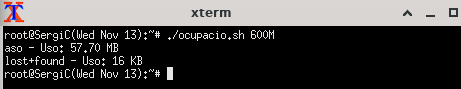 xterm
root@SergiC(Wed Nov 13):~# ./ocupacio.sh 600M
aso - Uso: 57.70 MB
lost+found - Uso: 16 KB
root@SergiC(Wed Nov 13):~#